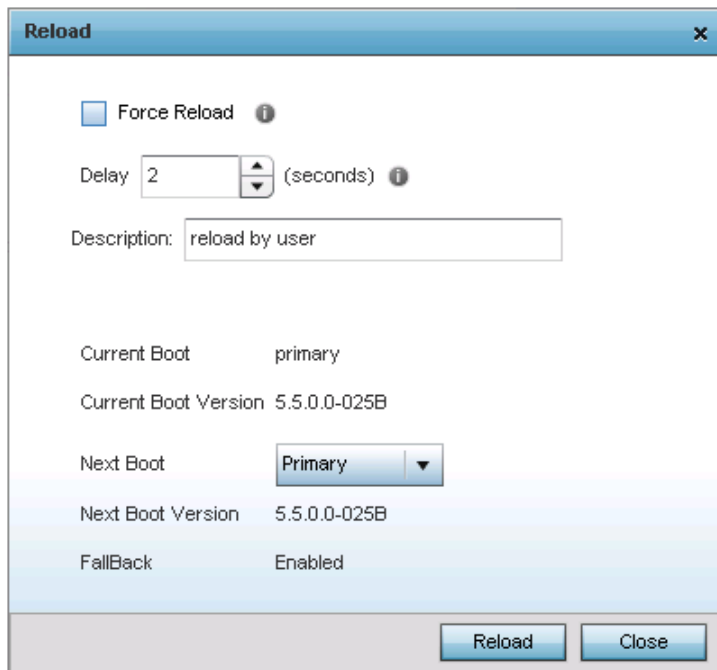 Reload
Force Reload
Delay 2 (seconds)
Description: reload by user
Current Boot primary
Current Boot Version 5.5.0.0-025B
Next Boot Primary
Next Boot Version 5.5.0.0-025B
FallBack Enabled
Reload Close